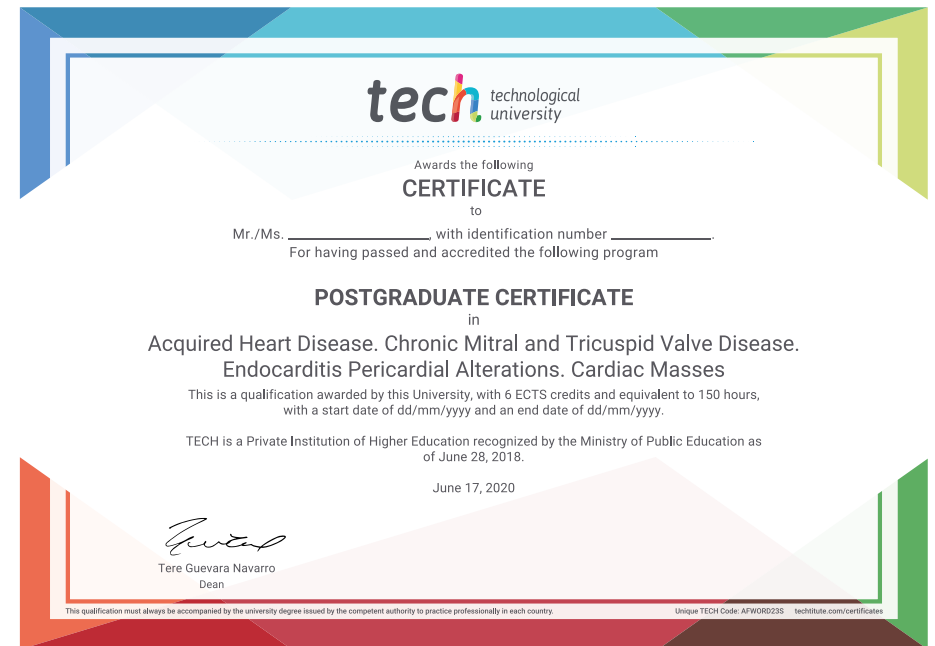 tech technological
university
Awards the following
CERTIFICATE
to
Mr./Ms. ____________________, with identification number ______________.
For having passed and accredited the following program
POSTGRADUATE CERTIFICATE
in
Acquired Heart Disease. Chronic Mitral and Tricuspid Valve Disease.
Endocarditis Pericardial Alterations. Cardiac Masses
This is a qualification awarded by this University, with 6 ECTS credits and equivalent to 150 hours,
with a start date of dd/mm/yyyy and an end date of dd/mm/yyyy.
TECH is a Private Institution of Higher Education recognized by the Ministry of Public Education as
of June 28, 2018.
June 17, 2020
Tere Guevara Navarro
Dean
This qualification must always be accompanied by the university degree issued by the competent authority to practice professionally in each country.
Unique TECH Code: AFWORD23S techtitute.com/certificates